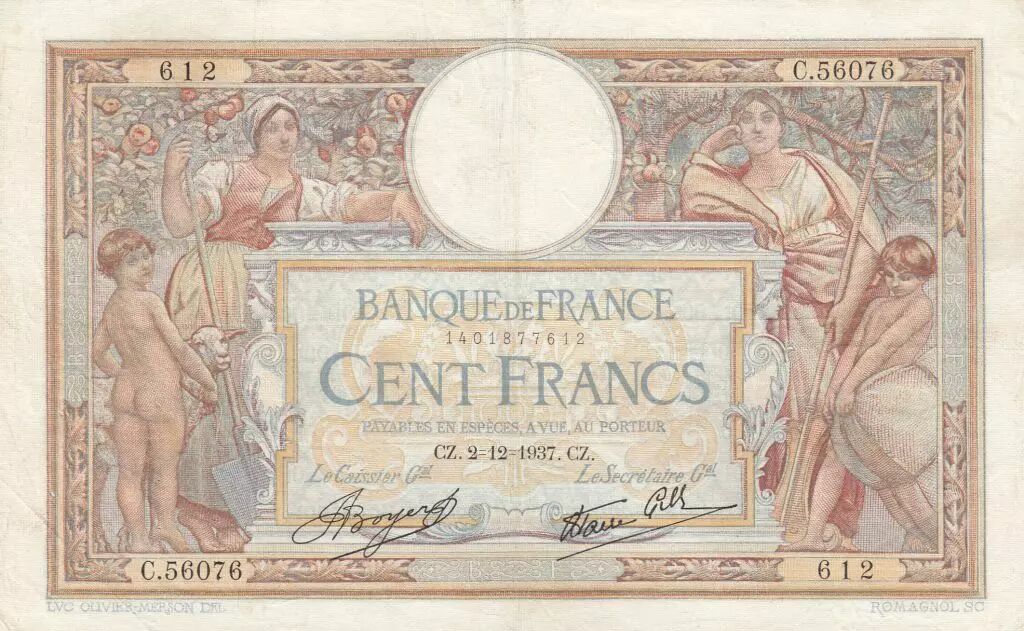 612 C.56076
BANQUE DE FRANCE
1401877612
CENT FRANCS
PAYABLES EN ESPÈCES, A VUE, AU PORTEUR
CZ. 2=12=1937. CZ.
Le Caissier Gal Le Secrétaire Gal
C.56076 612
LVC OLIVIER-MERSON DEL. ROMAGNOL SC